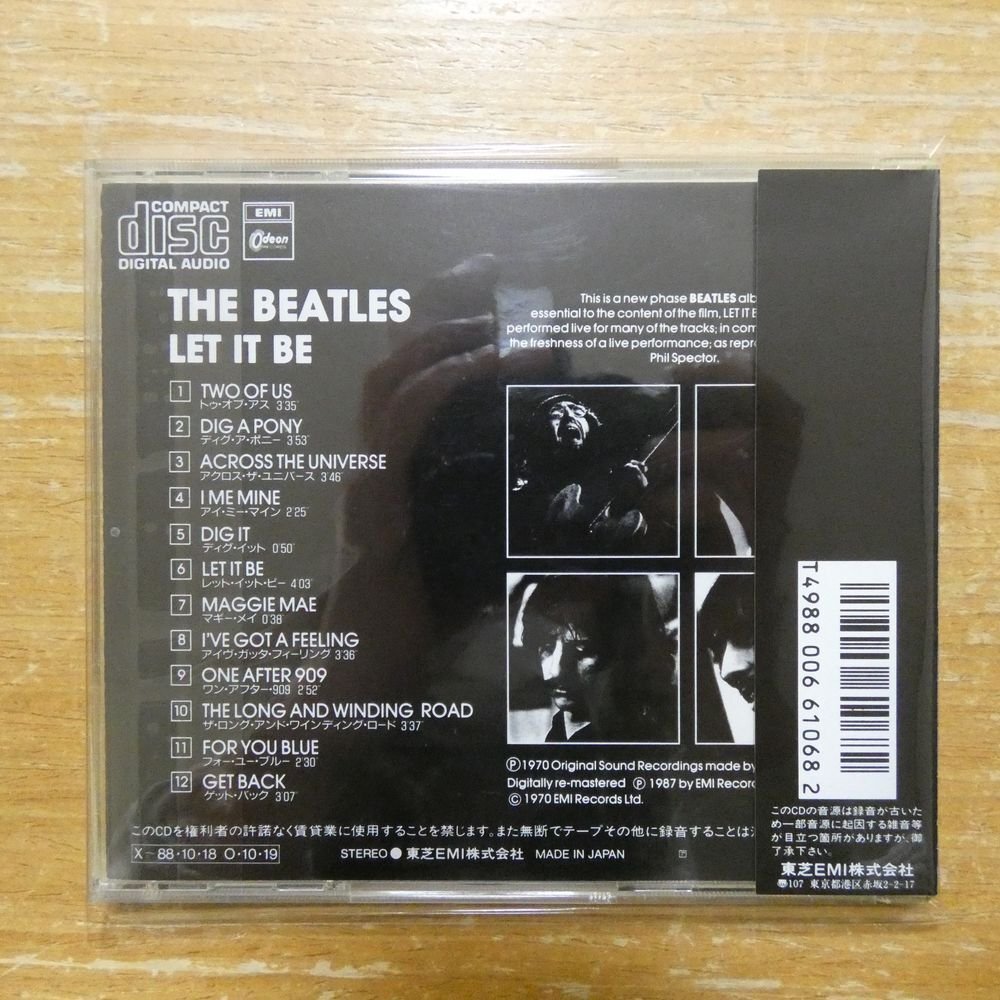 COMPACT
disc
DIGITAL AUDIO
EMI
Odeon
THE BEATLES
LET IT BE
1 TWO OF US
トゥ・オブ・アス 3'35"
2 DIG A PONY
ディグ・ア・ポニー 3'53"
3 ACROSS THE UNIVERSE
アクロス・ザ・ユニバース 3'46"
4 I ME MINE
アイ・ミー・マイン 2'25"
5 DIG IT
ディグ・イット 0'50"
6 LET IT BE
レット・イット・ビー 4'03"
7 MAGGIE MAE
マギー・メイ 0'38"
8 I'VE GOT A FEELING
アイヴ・ガッタ・フィーリング 3'36"
9 ONE AFTER 909
ワン・アフター・909 2'52"
10 THE LONG AND WINDING ROAD
ザ・ロング・アンド・ワインディング・ロード 3'37"
11 FOR YOU BLUE
フォー・ユー・ブルー 2'30"
12 GET BACK
ゲット・バック 3'07"
This is a new phase BEATLES alb
essential to the content of the film, LET IT B
performed live for many of the tracks; in com
the freshness of a live performance; as repro
Phil Spector.
Ⓟ 1970 Original Sound Recordings made by
Digitally re-mastered Ⓟ 1987 by EMI Record
© 1970 EMI Records Ltd.
このCDを権利者の許諾なく賃貸業に使用することを禁じます。また無断でテープその他に録音することは
X-88・10・18 O・10・19
STEREO ● 東芝EMI株式会社 MADE IN JAPAN
T4988 006 61068 2
このCDの音源は録音が古いた
め一部音源に起因する雑音等
が目立つ箇所がありますが、御
了承下さい。
東芝EMI株式会社
〒107 東京都港区赤坂2-2-17